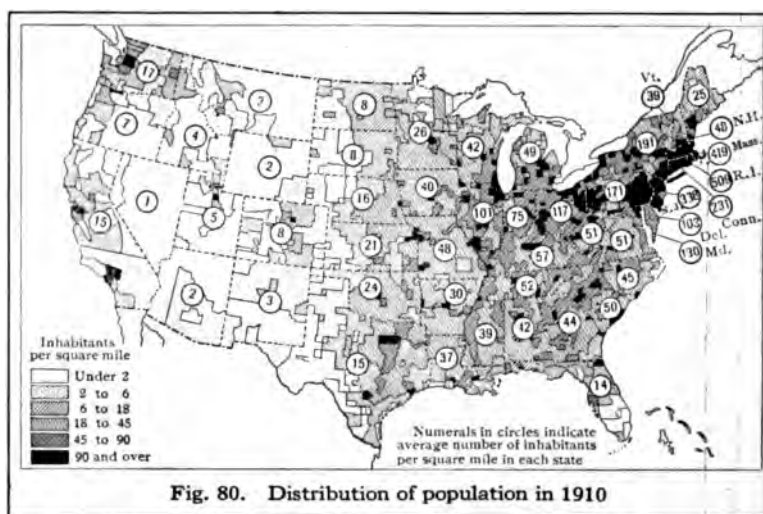 Vt.
39
25
17
8
7
26
42
49
191
48
N.H.
4
2
8
419
Mass.
509
R.I.
1
16
40
101
75
117
171
231
Conn.
5
8
21
48
51
51
103
Del.
15
57
130
Md.
2
3
24
30
52
45
50
39
42
44
15
37
14
Inhabitants
per square mile
Under 2
2 to 6
6 to 18
18 to 45
45 to 90
90 and over
Numerals in circles indicate
average number of inhabitants
per square mile in each state
Fig. 80. Distribution of population in 1910